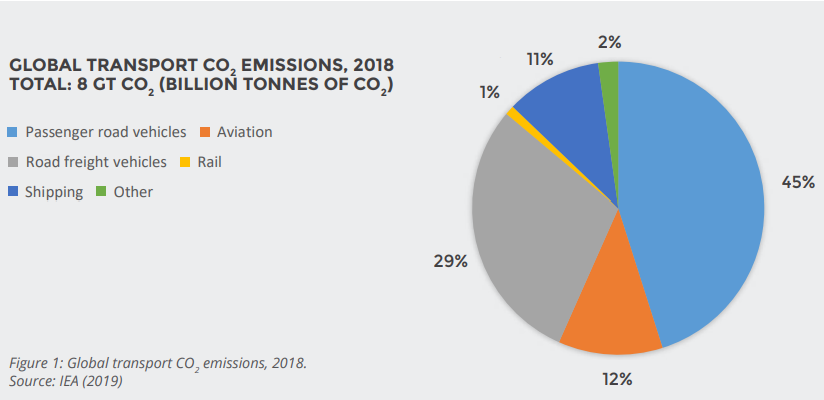 GLOBAL TRANSPORT CO₂ EMISSIONS, 2018
TOTAL: 8 GT CO₂ (BILLION TONNES OF CO₂)
Passenger road vehicles Aviation
Road freight vehicles Rail
Shipping Other
2%
11%
1%
45%
29%
12%
Figure 1: Global transport CO₂ emissions, 2018.
Source: IEA (2019)